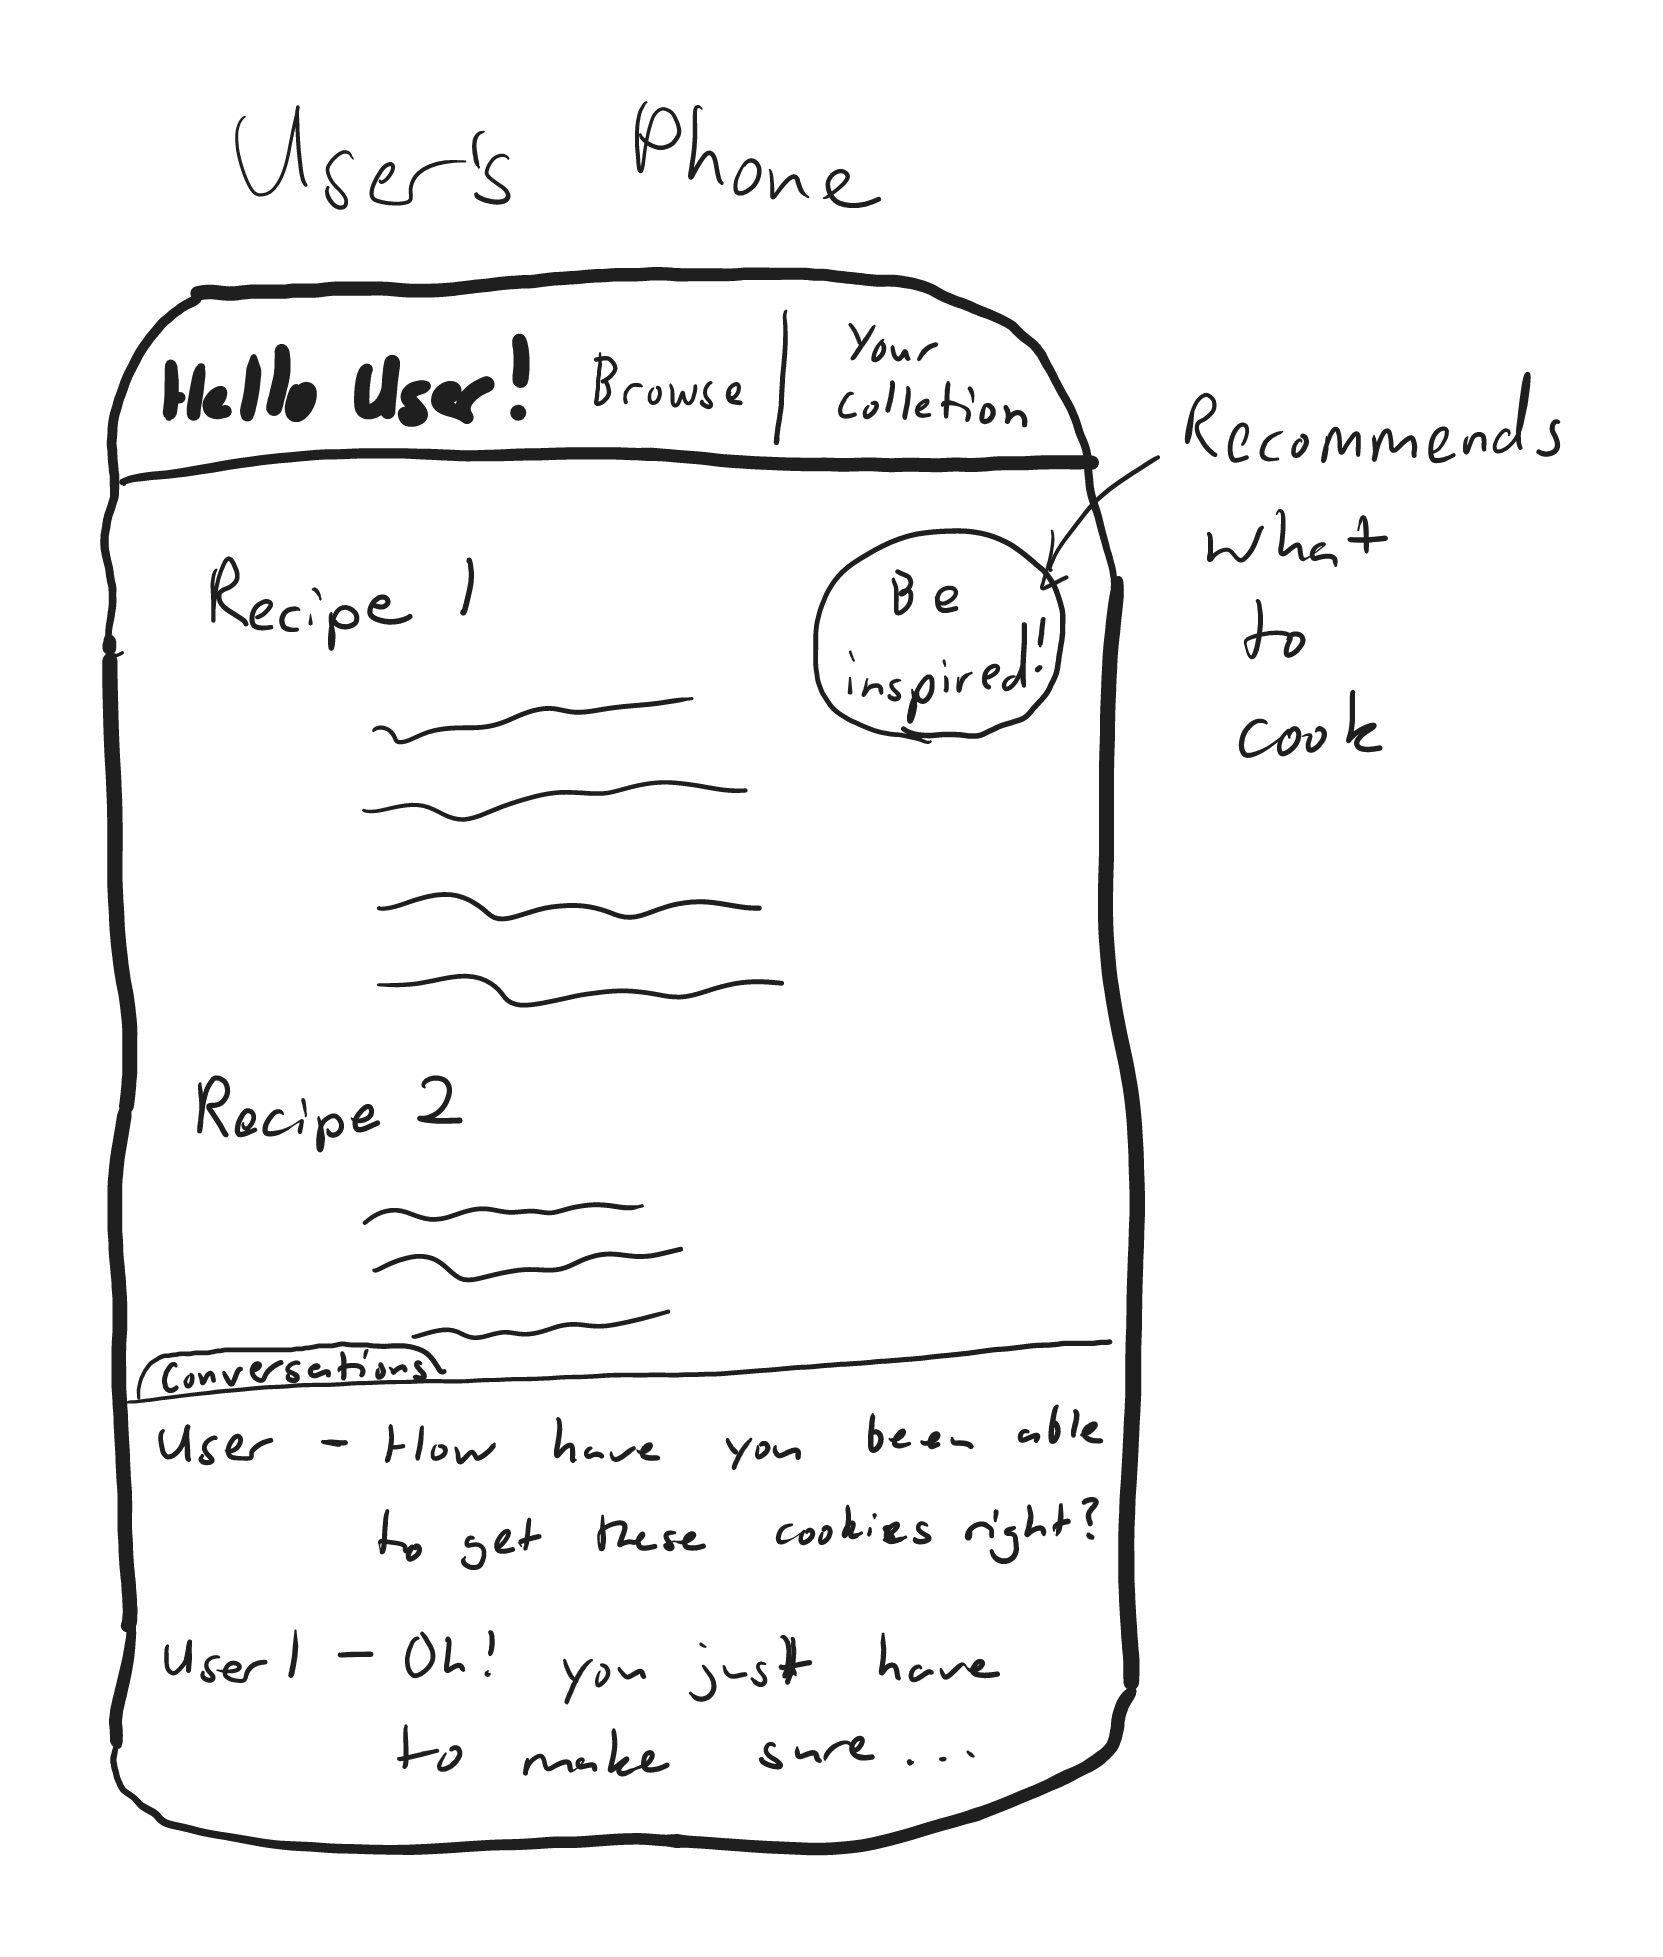 User's Phone
Hello User!
Browse
Your
colletion
Recommends
what
to
cook
Recipe 1
Be
inspired!
Recipe 2
Conversations
User - How have you been able
to get these cookies right?
User 1 - Oh! you just have
to make sure...